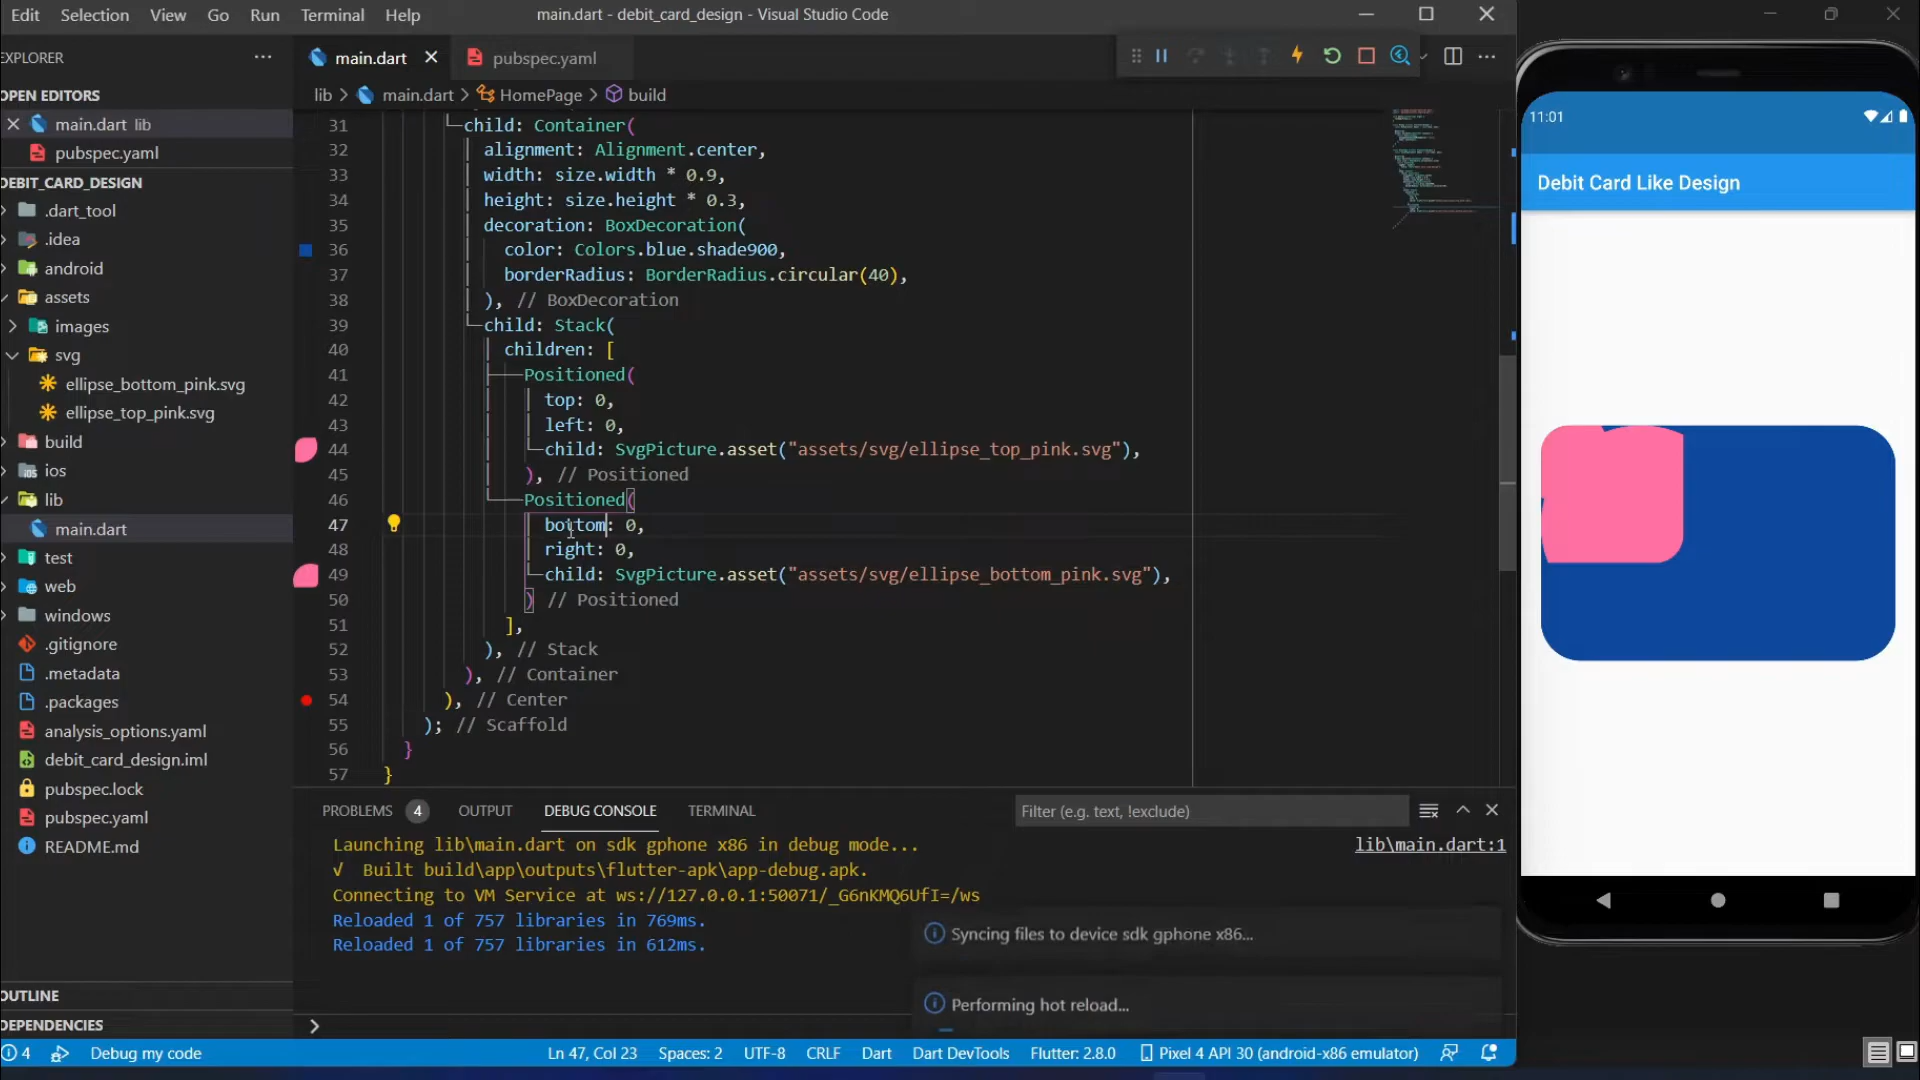 Edit Selection View Go Run Terminal Help
main.dart - debit_card_design - Visual Studio Code
EXPLORER
OPEN EDITORS
main.dart lib
pubspec.yaml
DEBIT_CARD_DESIGN
.dart_tool
.idea
android
assets
images
svg
ellipse_bottom_pink.svg
ellipse_top_pink.svg
build
ios
lib
main.dart
test
web
windows
.gitignore
.metadata
.packages
analysis_options.yaml
debit_card_design.iml
pubspec.lock
pubspec.yaml
README.md
OUTLINE
DEPENDENCIES
main.dart pubspec.yaml
lib > main.dart > HomePage > build
31 child: Container(
32 alignment: Alignment.center,
33 width: size.width * 0.9,
34 height: size.height * 0.3,
35 decoration: BoxDecoration(
36 color: Colors.blue.shade900,
37 borderRadius: BorderRadius.circular(40),
38 ), // BoxDecoration
39 child: Stack(
40 children: [
41 Positioned(
42 top: 0,
43 left: 0,
44 child: SvgPicture.asset("assets/svg/ellipse_top_pink.svg"),
45 ), // Positioned
46 Positioned(
47 bottom: 0,
48 right: 0,
49 child: SvgPicture.asset("assets/svg/ellipse_bottom_pink.svg"),
50 ) // Positioned
51 ],
52 ), // Stack
53 ), // Container
54 ), // Center
55 ); // Scaffold
56 }
57 }
PROBLEMS 4 OUTPUT DEBUG CONSOLE TERMINAL
Filter (e.g. text, !exclude)
Launching lib\main.dart on sdk gphone x86 in debug mode...
lib\main.dart:1
√ Built build\app\outputs\flutter-apk\app-debug.apk.
Connecting to VM Service at ws://127.0.0.1:50071/_G6nKMQ6UfI=/ws
Reloaded 1 of 757 libraries in 769ms.
Reloaded 1 of 757 libraries in 612ms.
Syncing files to device sdk gphone x86...
Performing hot reload...
4 Debug my code
Ln 47, Col 23 Spaces: 2 UTF-8 CRLF Dart Dart DevTools Flutter: 2.8.0 Pixel 4 API 30 (android-x86 emulator)
11:01
Debit Card Like Design